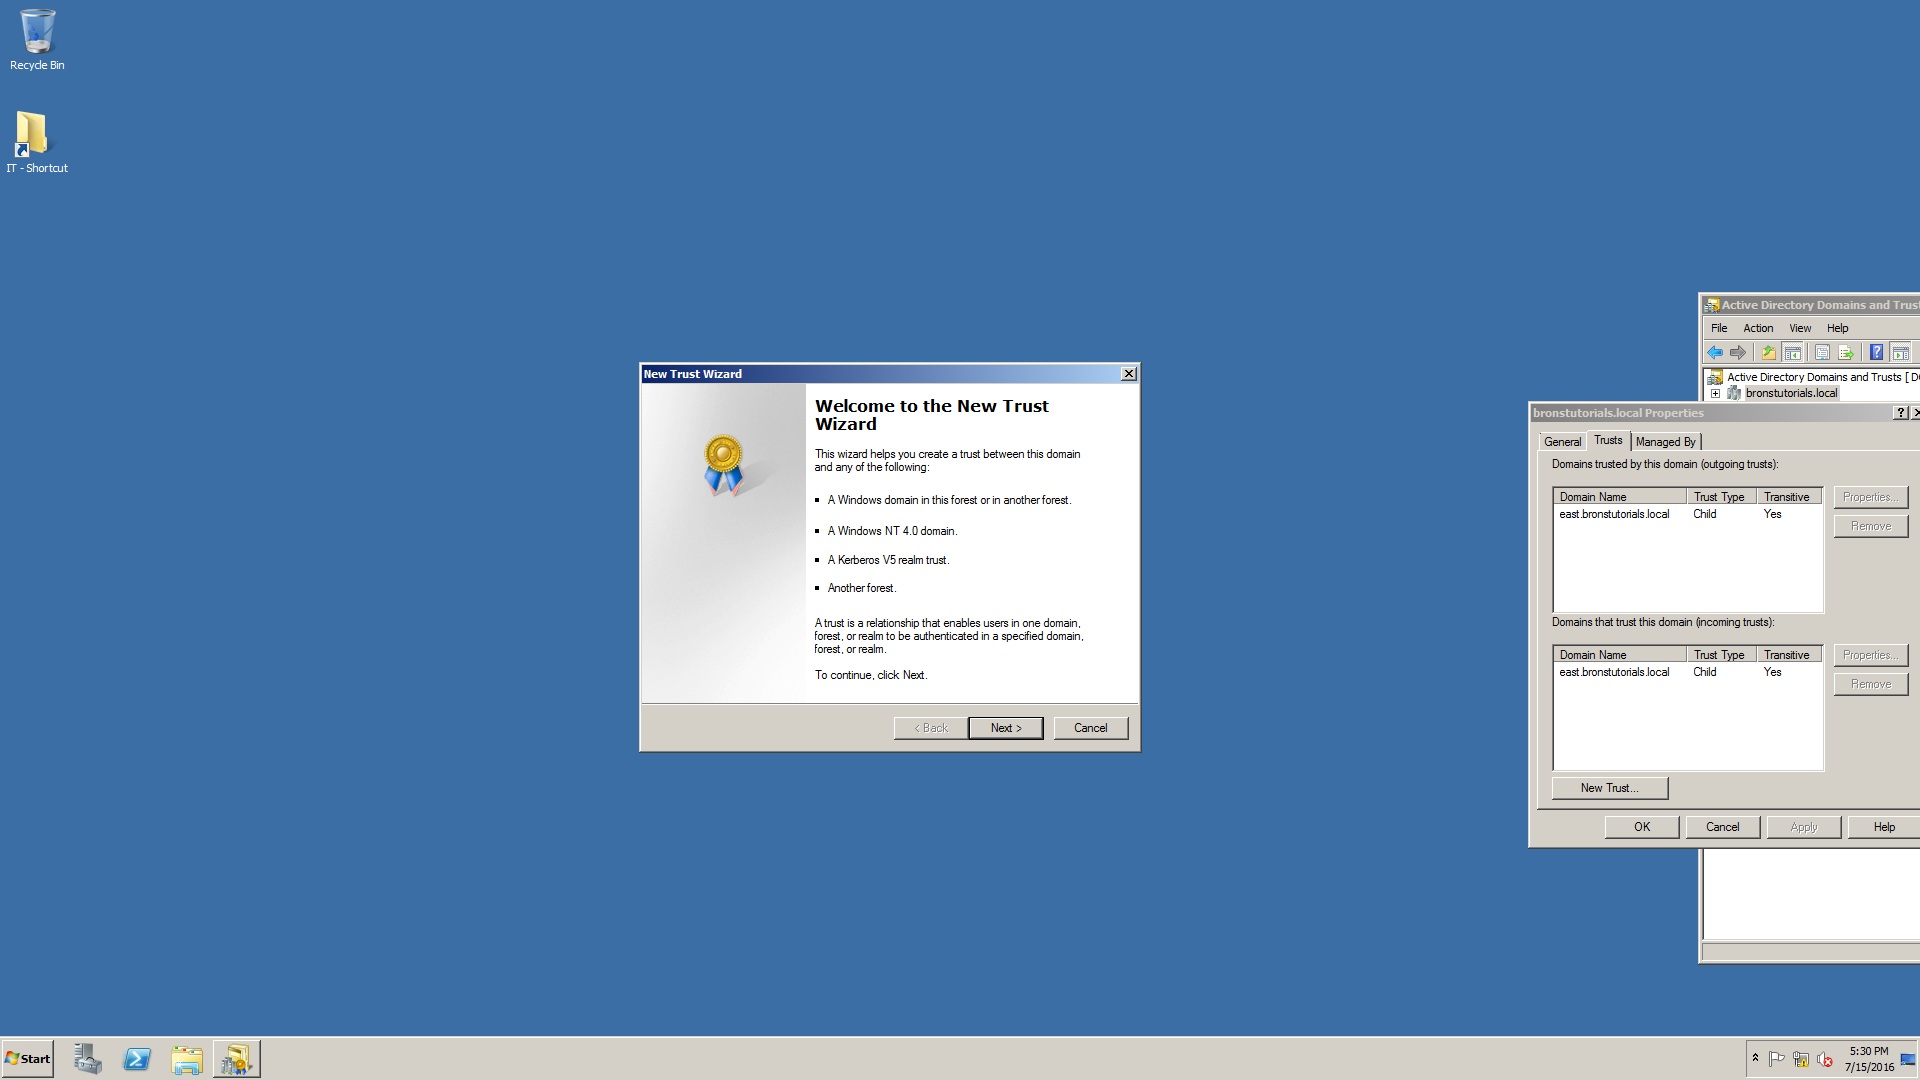 Recycle Bin
IT - Shortcut
New Trust Wizard
Welcome to the New Trust
Wizard
This wizard helps you create a trust between this domain
and any of the following:
A Windows domain in this forest or in another forest.
A Windows NT 4.0 domain.
A Kerberos V5 realm trust.
Another forest.
A trust is a relationship that enables users in one domain,
forest, or realm to be authenticated in a specified domain,
forest, or realm.
To continue, click Next.
< Back
Next >
Cancel
Active Directory Domains and Trust
File Action View Help
Active Directory Domains and Trusts [ D
bronstutorials.local
bronstutorials.local Properties
General Trusts Managed By
Domains trusted by this domain (outgoing trusts):
Domain Name Trust Type Transitive
east.bronstutorials.local Child Yes
Properties...
Remove
Domains that trust this domain (incoming trusts):
Domain Name Trust Type Transitive
east.bronstutorials.local Child Yes
Properties...
Remove
New Trust...
OK Cancel Apply Help
Start
5:30 PM
7/15/2016